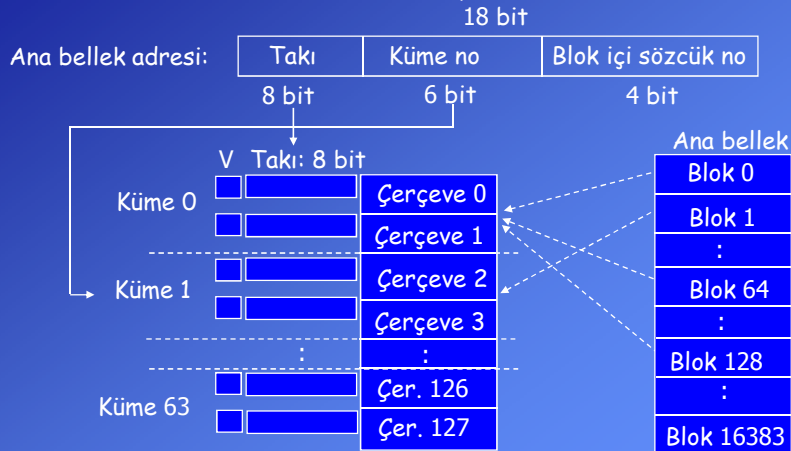 18 bit
Ana bellek adresi: Takı Küme no Blok içi sözcük no
8 bit 6 bit 4 bit
V Takı: 8 bit
Küme 0
Çerçeve 0
Çerçeve 1
Küme 1
Çerçeve 2
Çerçeve 3
: :
Küme 63
Çer. 126
Çer. 127
Ana bellek
Blok 0
Blok 1
:
Blok 64
:
Blok 128
:
Blok 16383